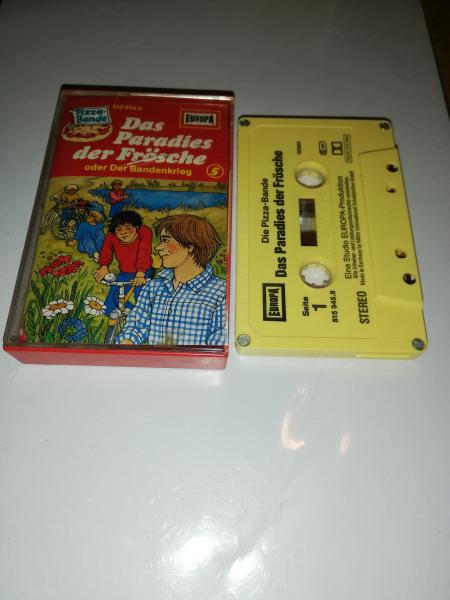 Pizza-
Bande
515 945.8
EUROPA
Das
Paradies
der Frösche
oder Der Bandenkrieg
5
EUROPA
Die Pizza-Bande
Das Paradies der Frösche
Seite
1
Eine Studio EUROPA-Produktion
515 945.8
STEREO